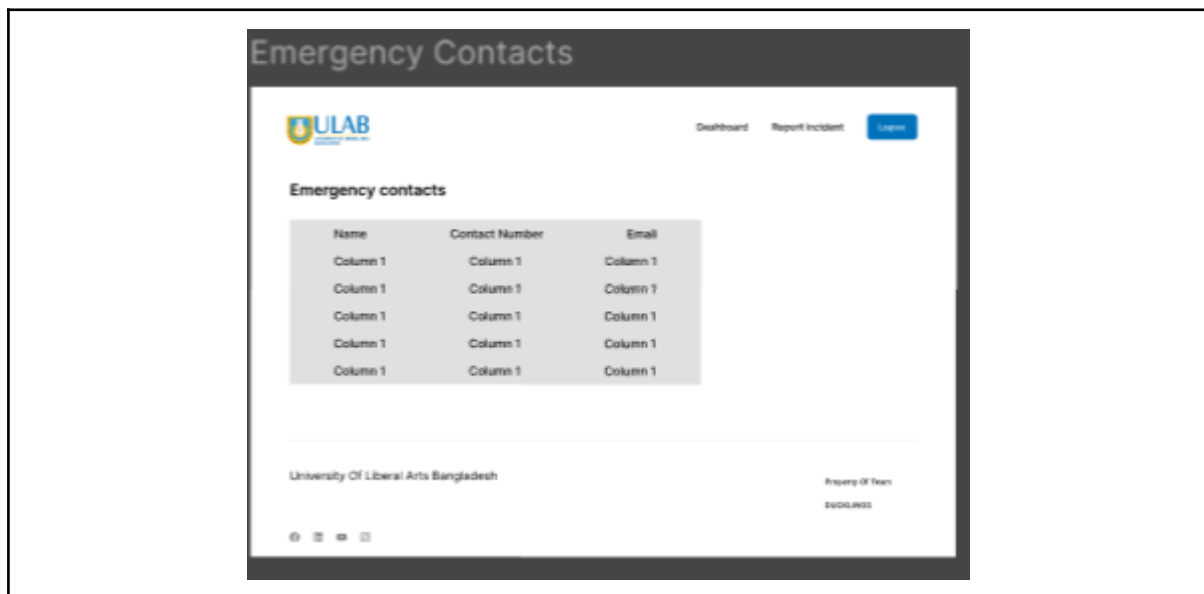 Emergency Contacts
ULAB
Dashboard Report Incident Logout
Emergency contacts
Name Contact Number Email
Column 1 Column 1 Column 1
Column 1 Column 1 Column 1
Column 1 Column 1 Column 1
Column 1 Column 1 Column 1
Column 1 Column 1 Column 1
University Of Liberal Arts Bangladesh
Property Of Team